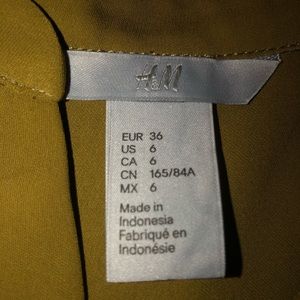 H&M
EUR 36
US 6
CA 6
CN 165/84A
MX 6
Made in
Indonesia
Fabriqué en
Indonésie